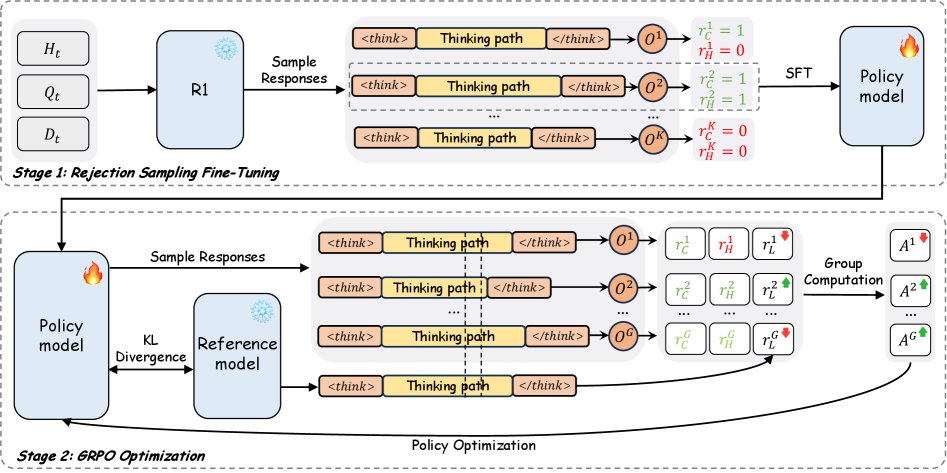 H_t
Q_t
D_t
R1
Sample
Responses
<think> Thinking path </think> O^1 r_C^1 = 1
r_H^1 = 0
<think> Thinking path </think> O^2 r_C^2 = 1
r_H^2 = 1
... ...
<think> Thinking path </think> O^K r_C^K = 0
r_H^K = 0
SFT
Policy
model
Stage 1: Rejection Sampling Fine-Tuning
Policy
model
Sample Responses
KL
Divergence
Reference
model
<think> Thinking path </think> O^1 r_C^1 r_H^1 r_L^1
<think> Thinking path </think> O^2 r_C^2 r_H^2 r_L^2
... ... ... ... ...
<think> Thinking path </think> O^G r_C^G r_H^G r_L^G
<think> Thinking path </think>
Group
Computation
A^1
A^2
...
A^G
Policy Optimization
Stage 2: GRPO Optimization